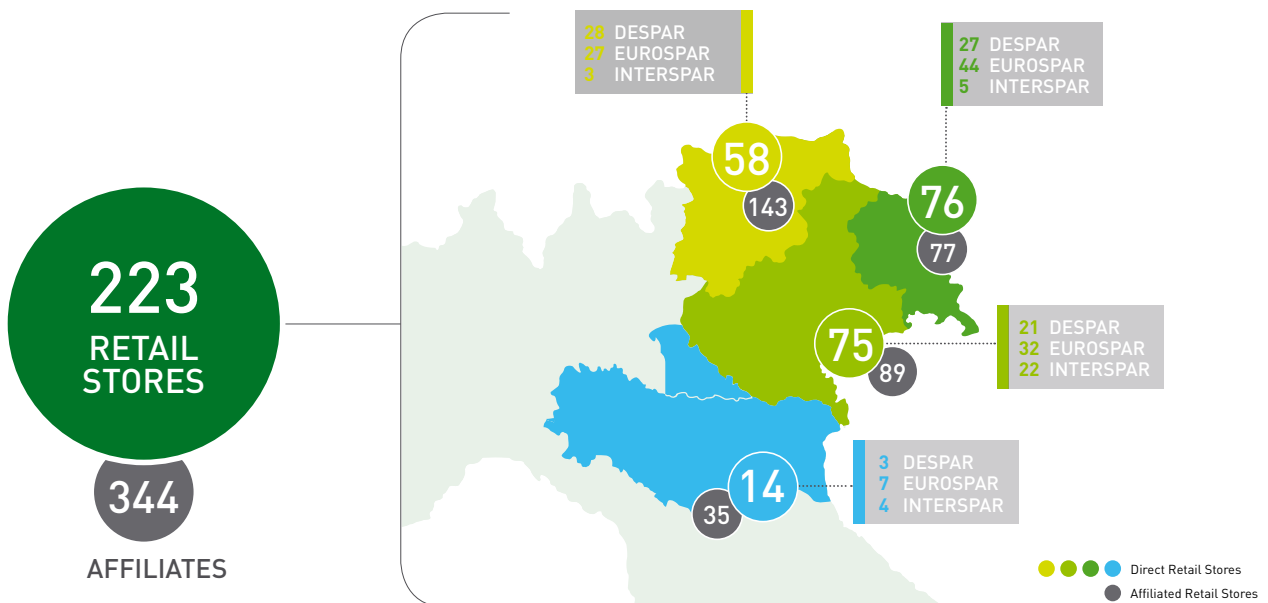 223
RETAIL
STORES
344
AFFILIATES
28 DESPAR
27 EUROSPAR
3 INTERSPAR
58
143
27 DESPAR
44 EUROSPAR
5 INTERSPAR
76
77
21 DESPAR
32 EUROSPAR
22 INTERSPAR
75
89
3 DESPAR
7 EUROSPAR
4 INTERSPAR
14
35
Direct Retail Stores
Affiliated Retail Stores